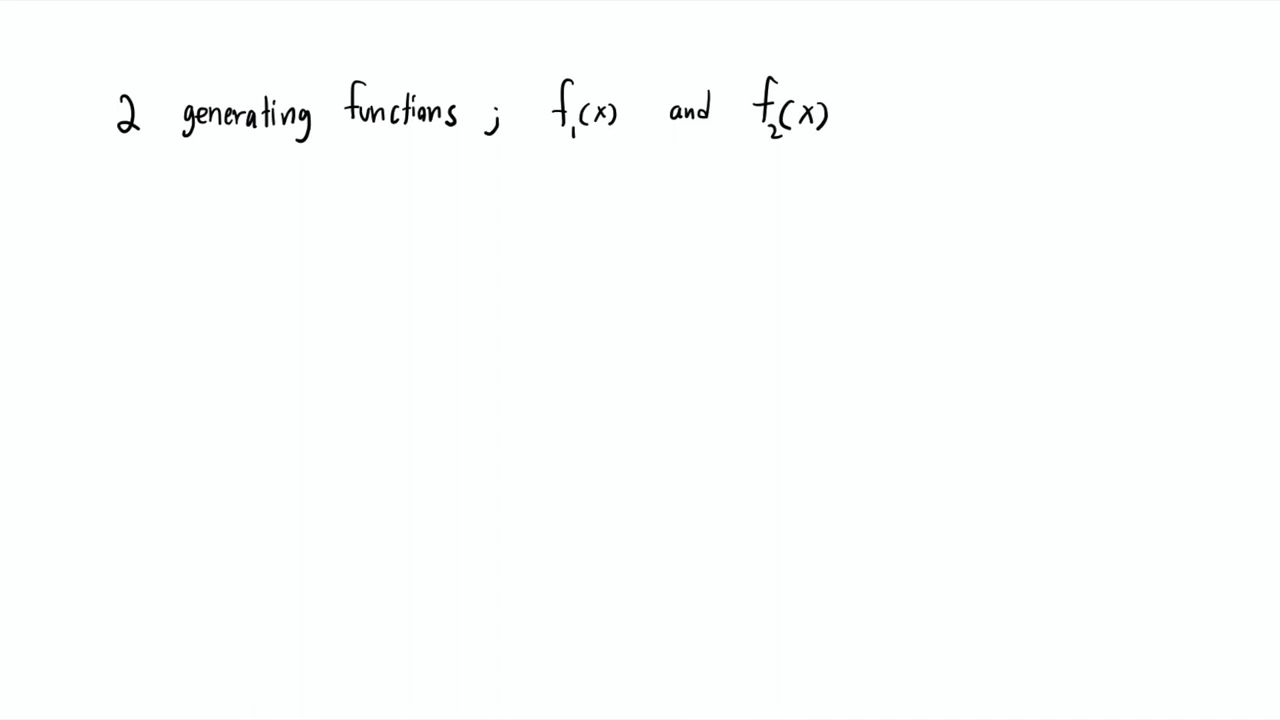 2 generating functions ; f₁(x) and f₂(x)